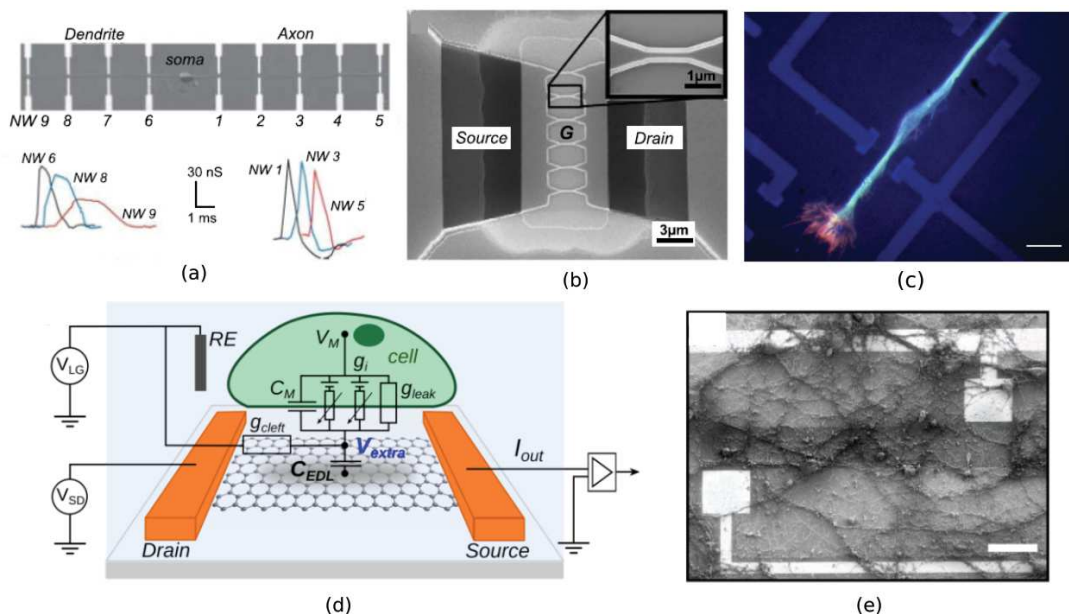 Dendrite Axon
soma
NW 9 8 7 6 1 2 3 4 5
NW 6
NW 8
NW 9
30 nS
1 ms
NW 1
NW 3
NW 5
(a)
1μm
Source
G
Drain
3μm
(b)
(c)
RE
V_LG
V_SD
V_M
cell
g_i
C_M
g_leak
g_cleft
V_extra
C_EDL
I_out
Drain
Source
(d)
(e)